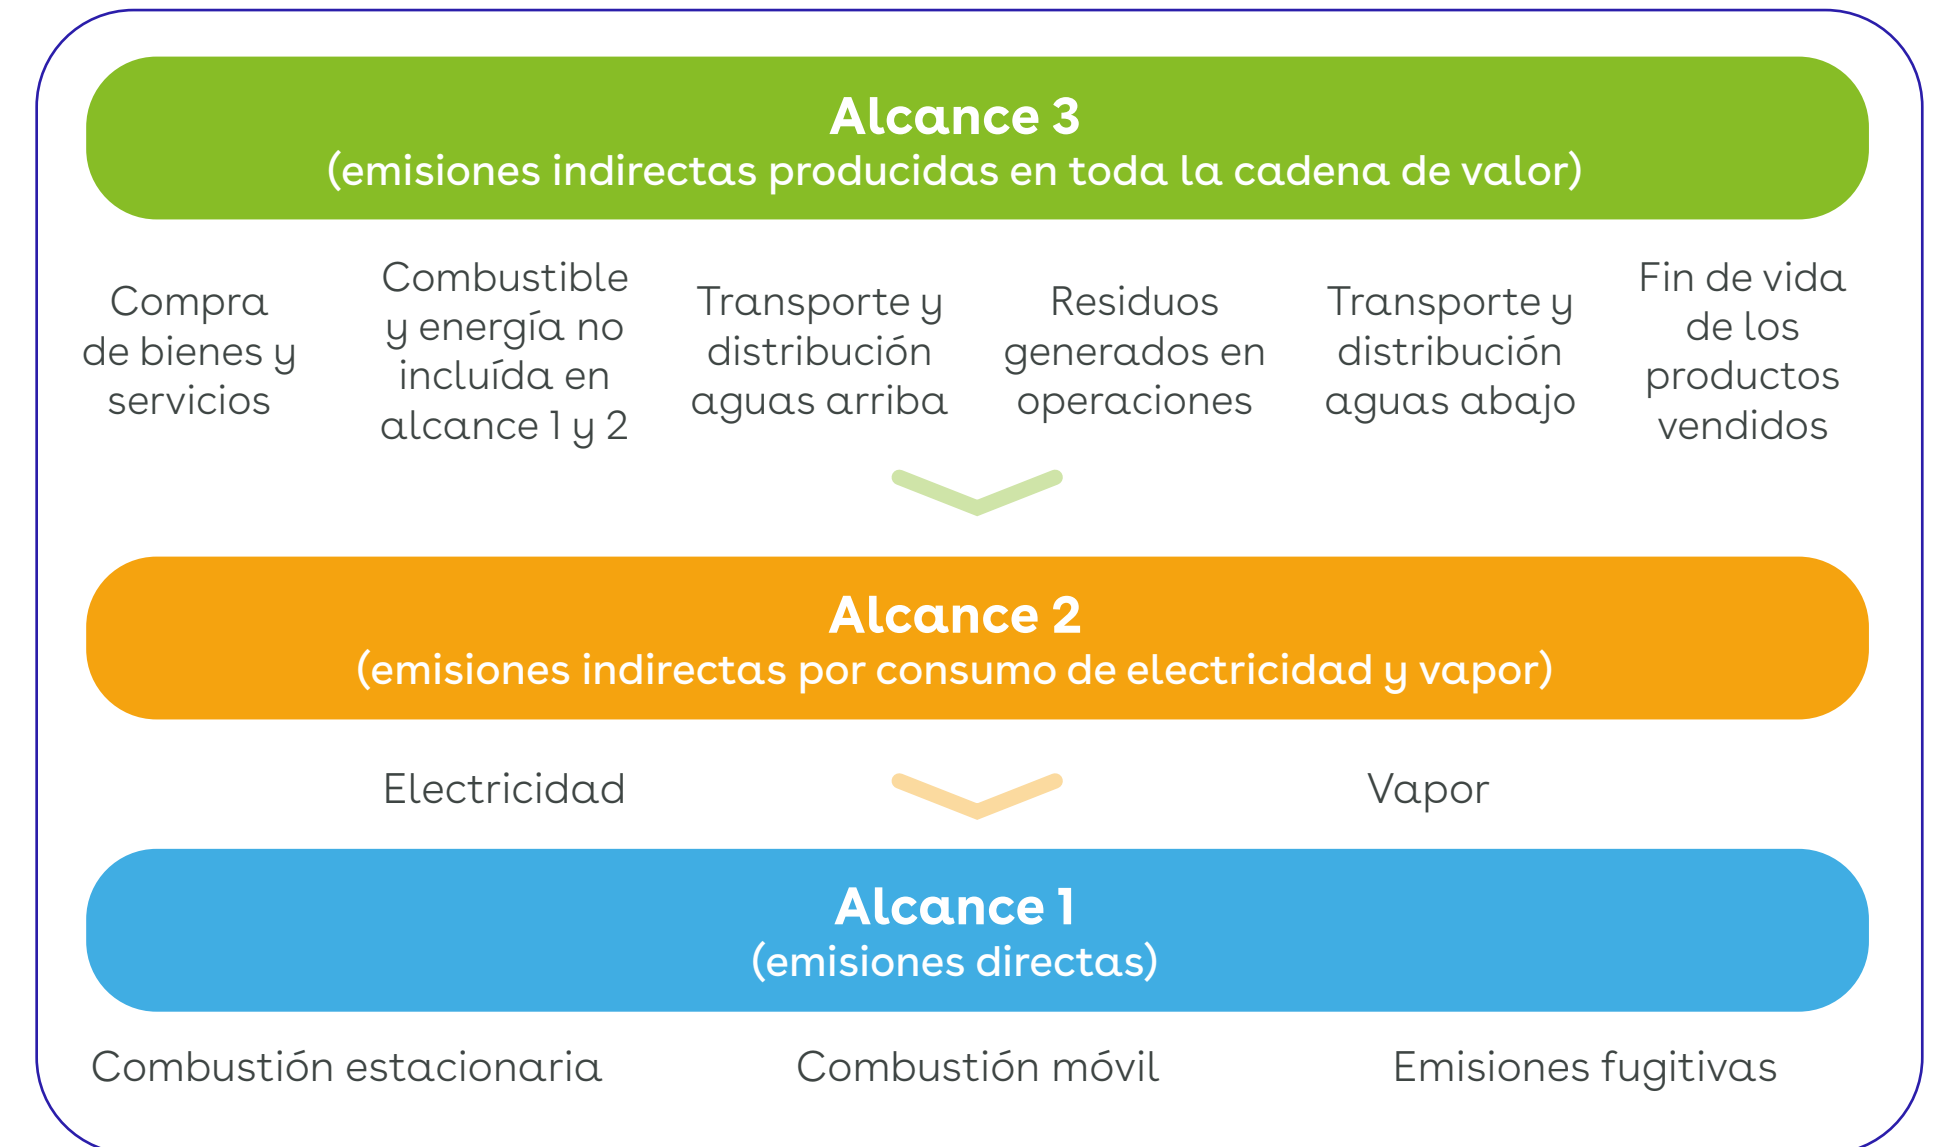 Alcance 3
(emisiones indirectas producidas en toda la cadena de valor)
Compra
de bienes y
servicios
Combustible
y energía no
incluída en
alcance 1 y 2
Transporte y
distribución
aguas arriba
Residuos
generados en
operaciones
Transporte y
distribución
aguas abajo
Fin de vida
de los
productos
vendidos
Alcance 2
(emisiones indirectas por consumo de electricidad y vapor)
Electricidad
Vapor
Alcance 1
(emisiones directas)
Combustión estacionaria
Combustión móvil
Emisiones fugitivas